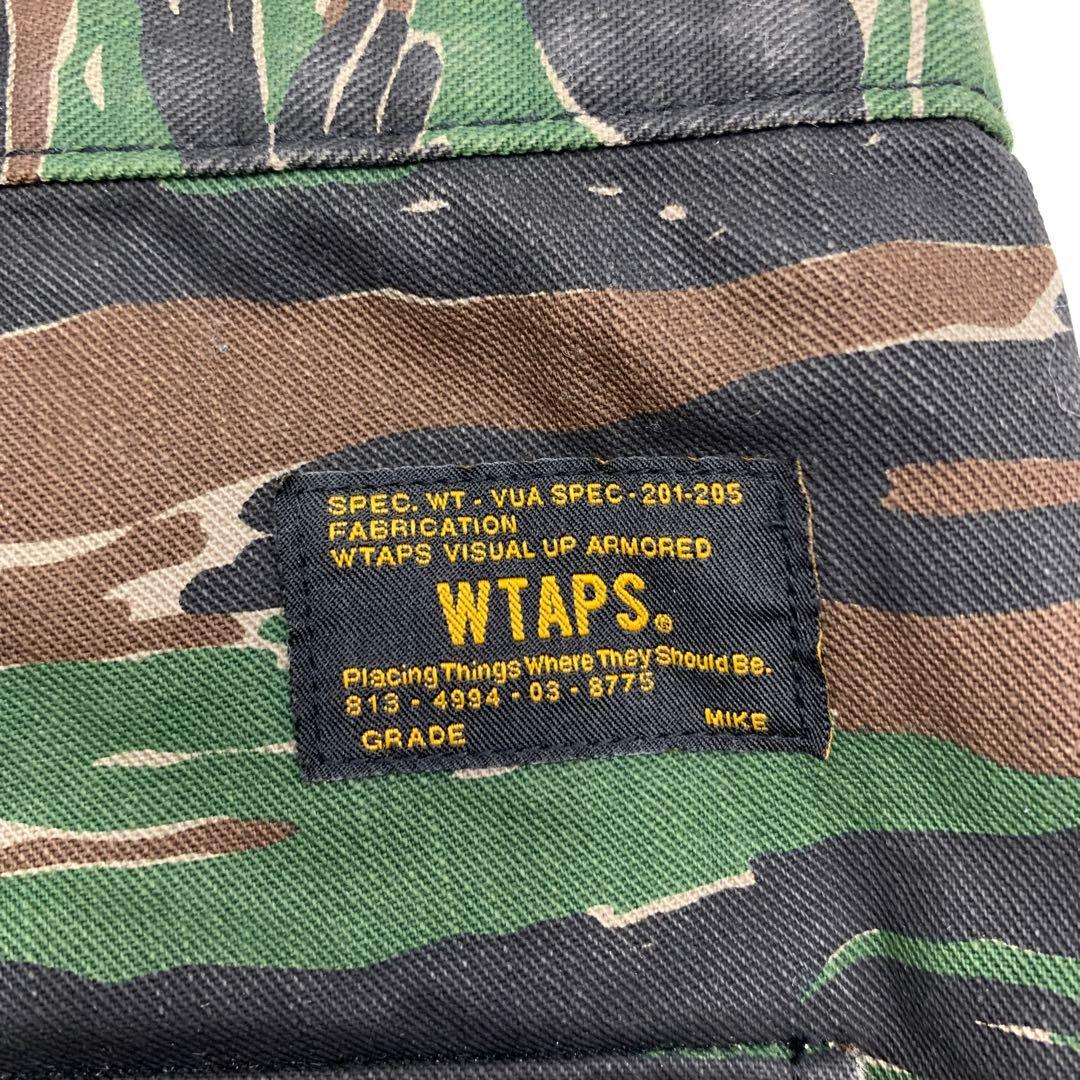 SPEC. WT - VUA SPEC - 201-205
FABRICATION
WTAPS VISUAL UP ARMORED
WTAPS.®
Placing Things Where They Should Be.
813 - 4994 - 03 - 8775
GRADE MIKE